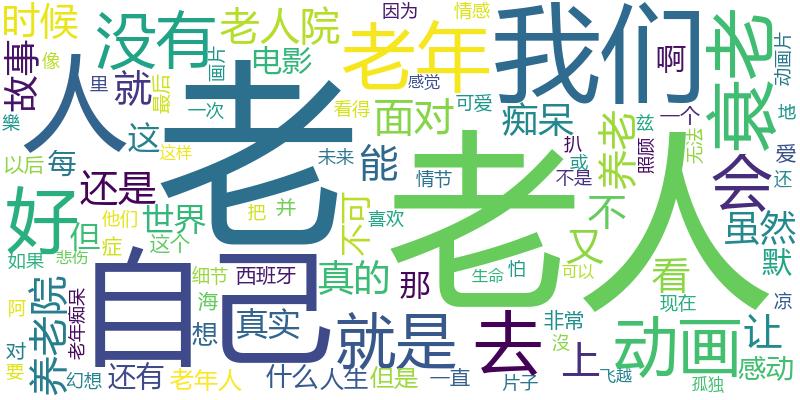 时候
像
没有
老人院
因为
情感
老年
我们
衰老
故事
人
里
就
最后
画片
电影
一次
感觉
看得
可爱
啊
动画片
老
樂
这
面对
痴呆
养老
兹
一个
地
以后
每
未来
能
扒
或
照顾
无法
爱
还是
情节
不是
会
还
老人
好
但
他们
世界
把
并
不可
喜欢
不
又
虽然
如果
悲伤
症
这个
自己
细节
西班牙
真的
那
生命
怕
可以
看
默
养老院
老年痴呆
阿
海
现在
凉
对
想
真实
就是
去
非常
沒
动画
让
要
幻想
还有
老年人
什么
人生
但是
一直
片子
上
飞越
孤独
感动
这样